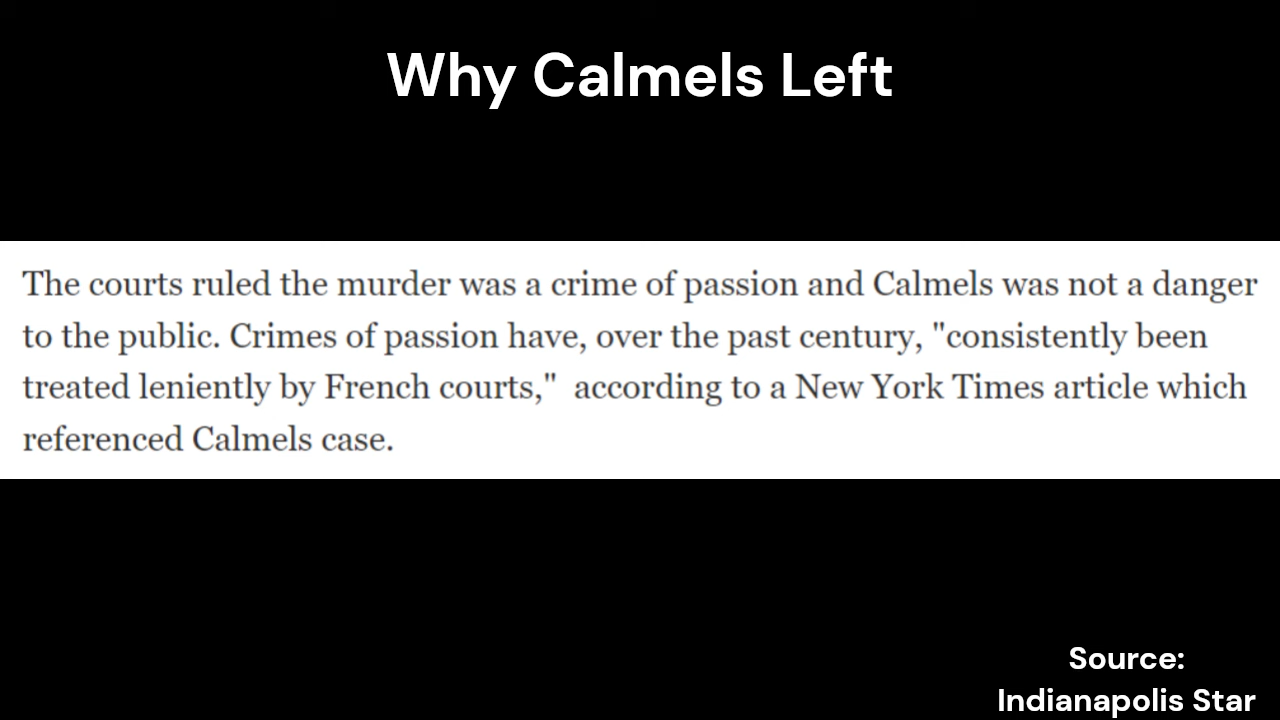 Why Calmels Left
The courts ruled the murder was a crime of passion and Calmels was not a danger
to the public. Crimes of passion have, over the past century, "consistently been
treated leniently by French courts,"  according to a New York Times article which
referenced Calmels case.
Source:
Indianapolis Star